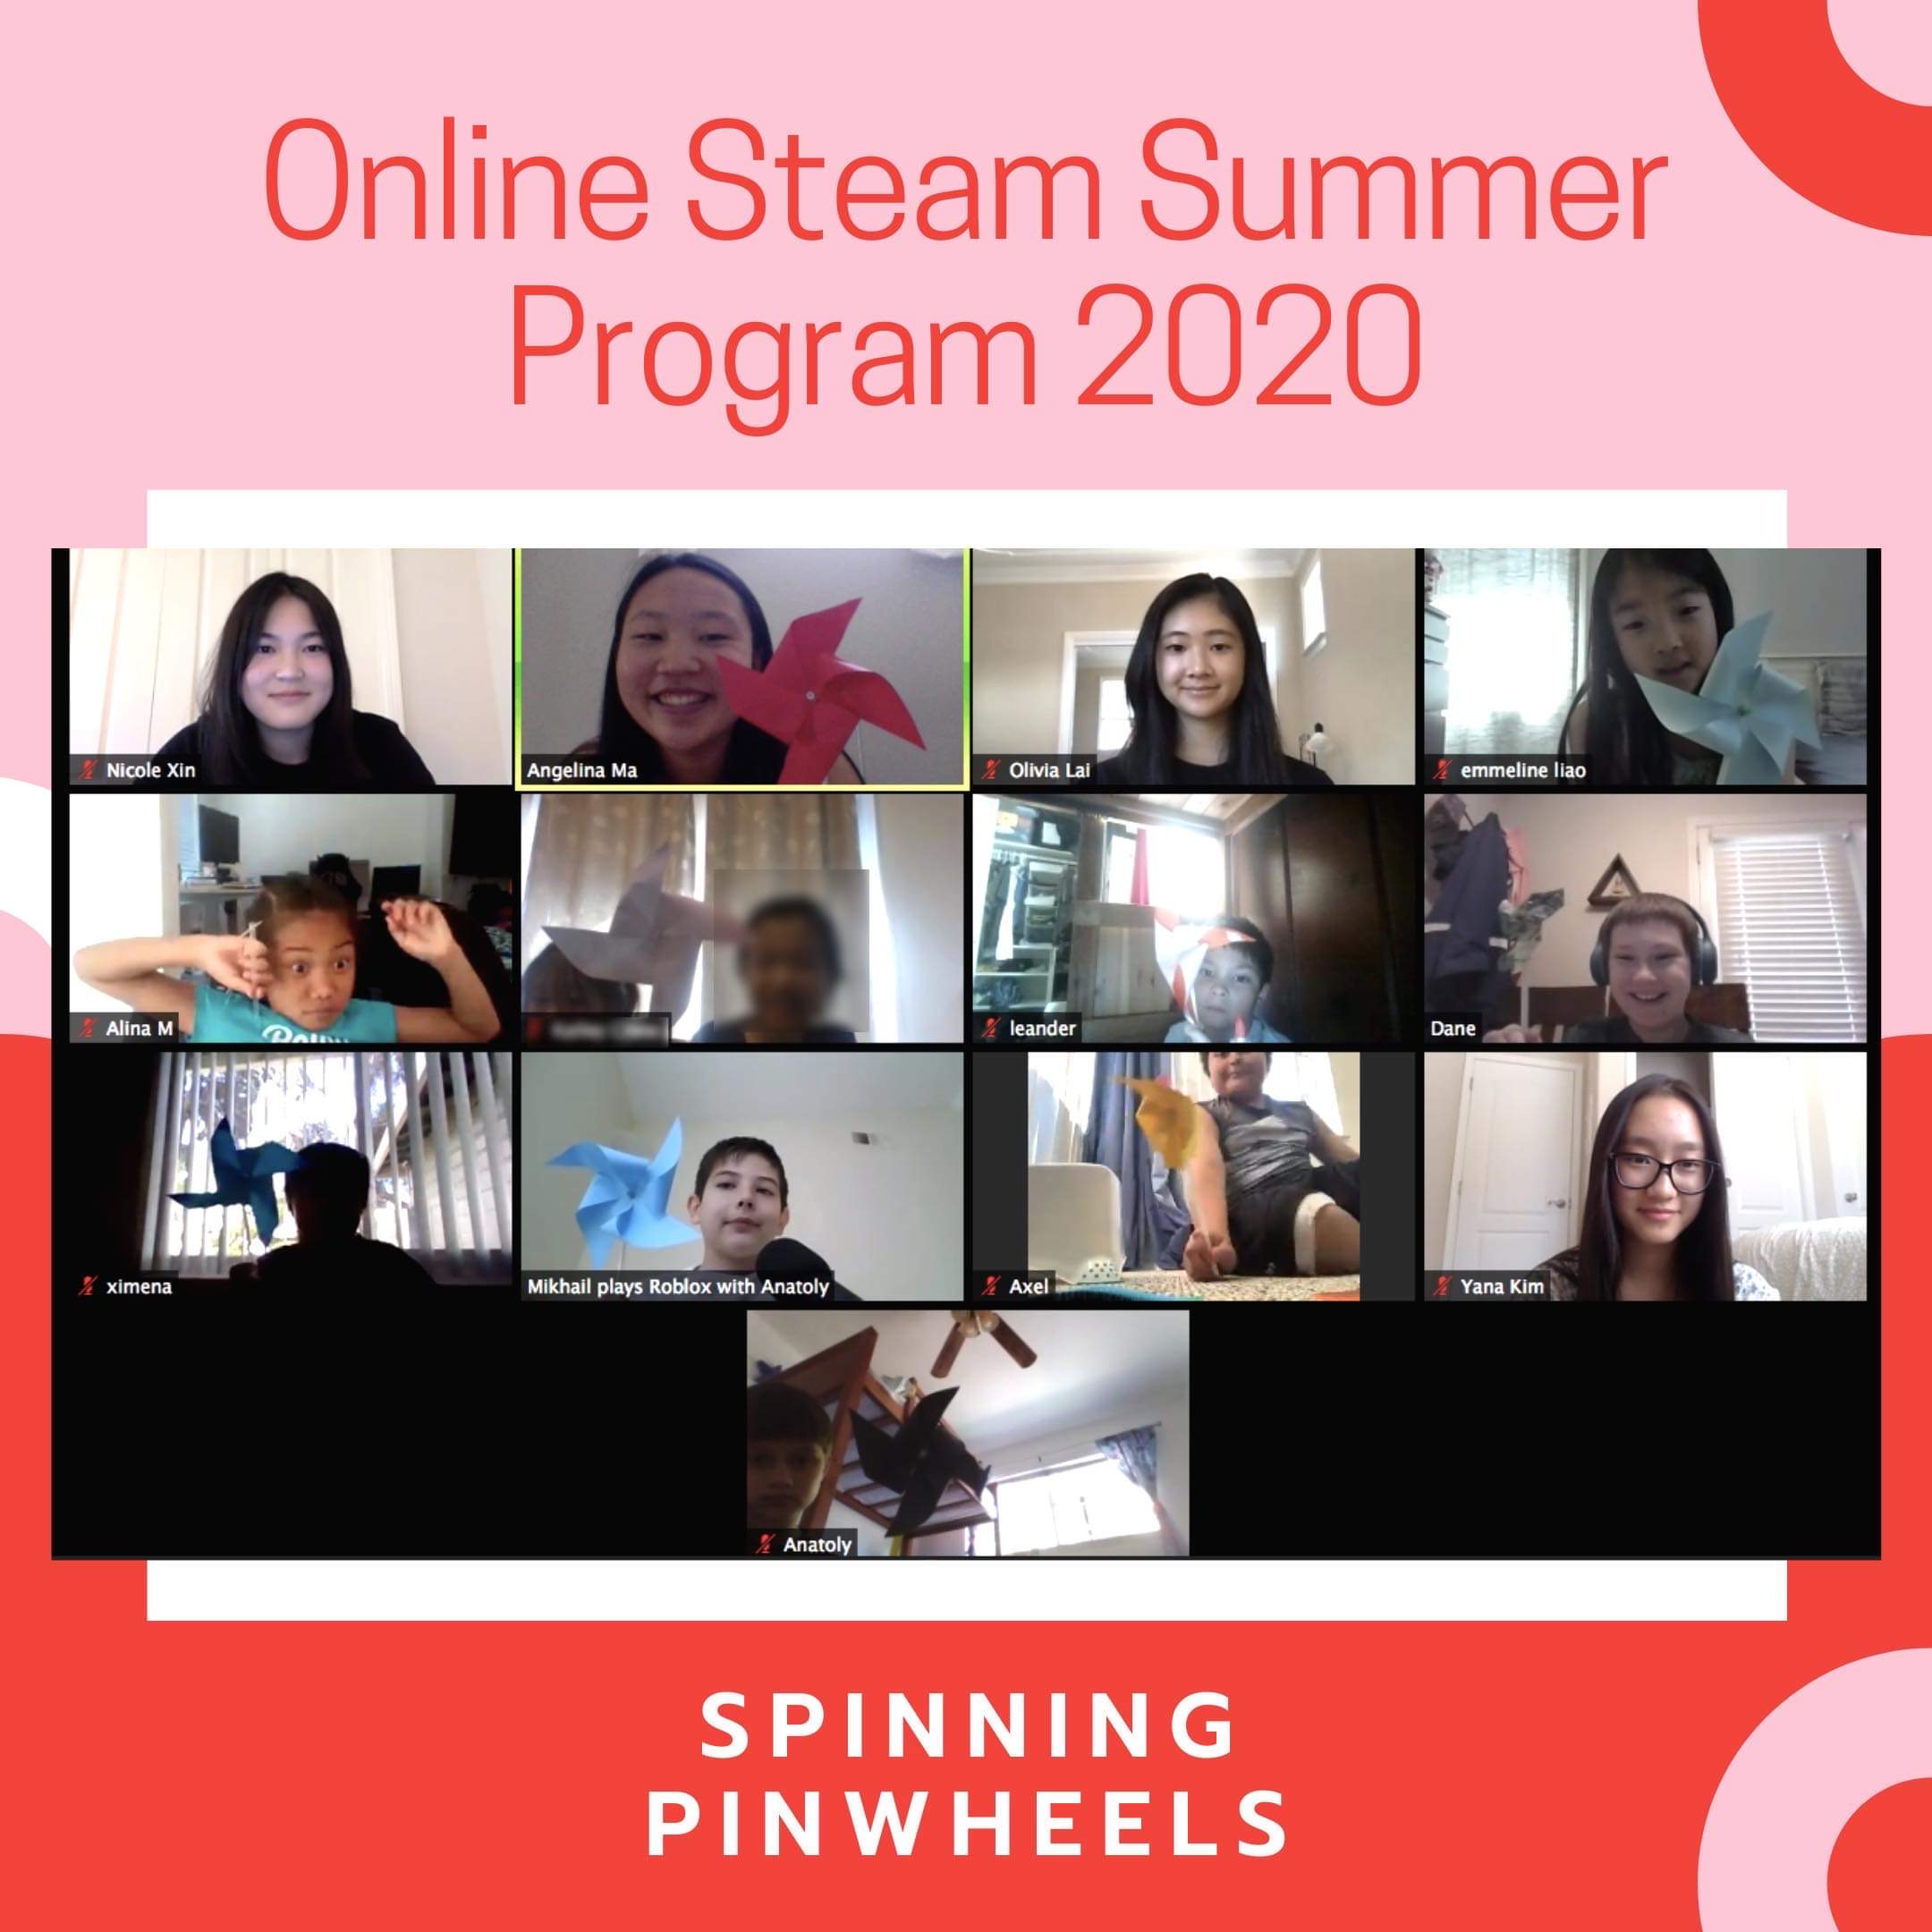 Online Steam Summer
Program 2020
Nicole Xin
Angelina Ma
Olivia Lai
emmeline liao
Alina M
leander
Dane
ximena
Mikhail plays Roblox with Anatoly
Axel
Yana Kim
Anatoly
SPINNING
PINWHEELS